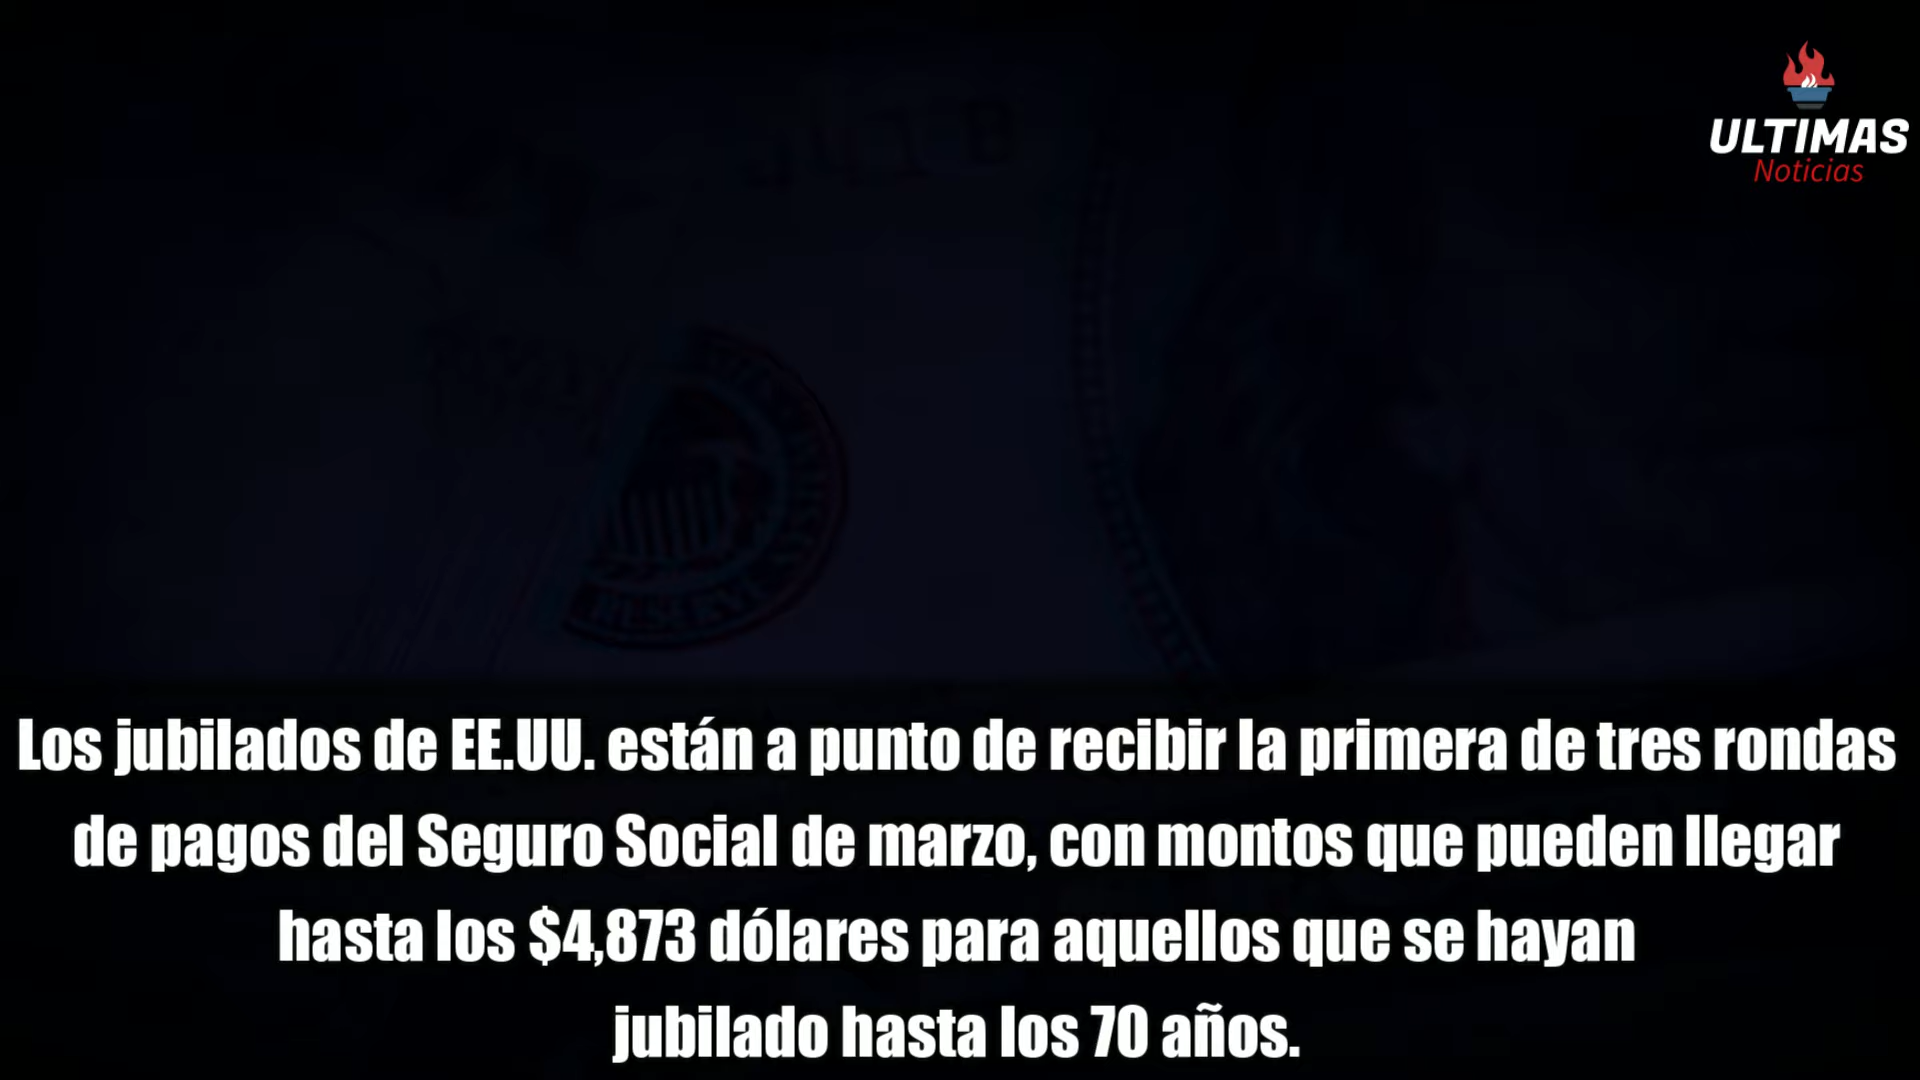 ULTIMAS
Noticias
Los jubilados de EE.UU. están a punto de recibir la primera de tres rondas
de pagos del Seguro Social de marzo, con montos que pueden llegar
hasta los $4,873 dólares para aquellos que se hayan
jubilado hasta los 70 años.